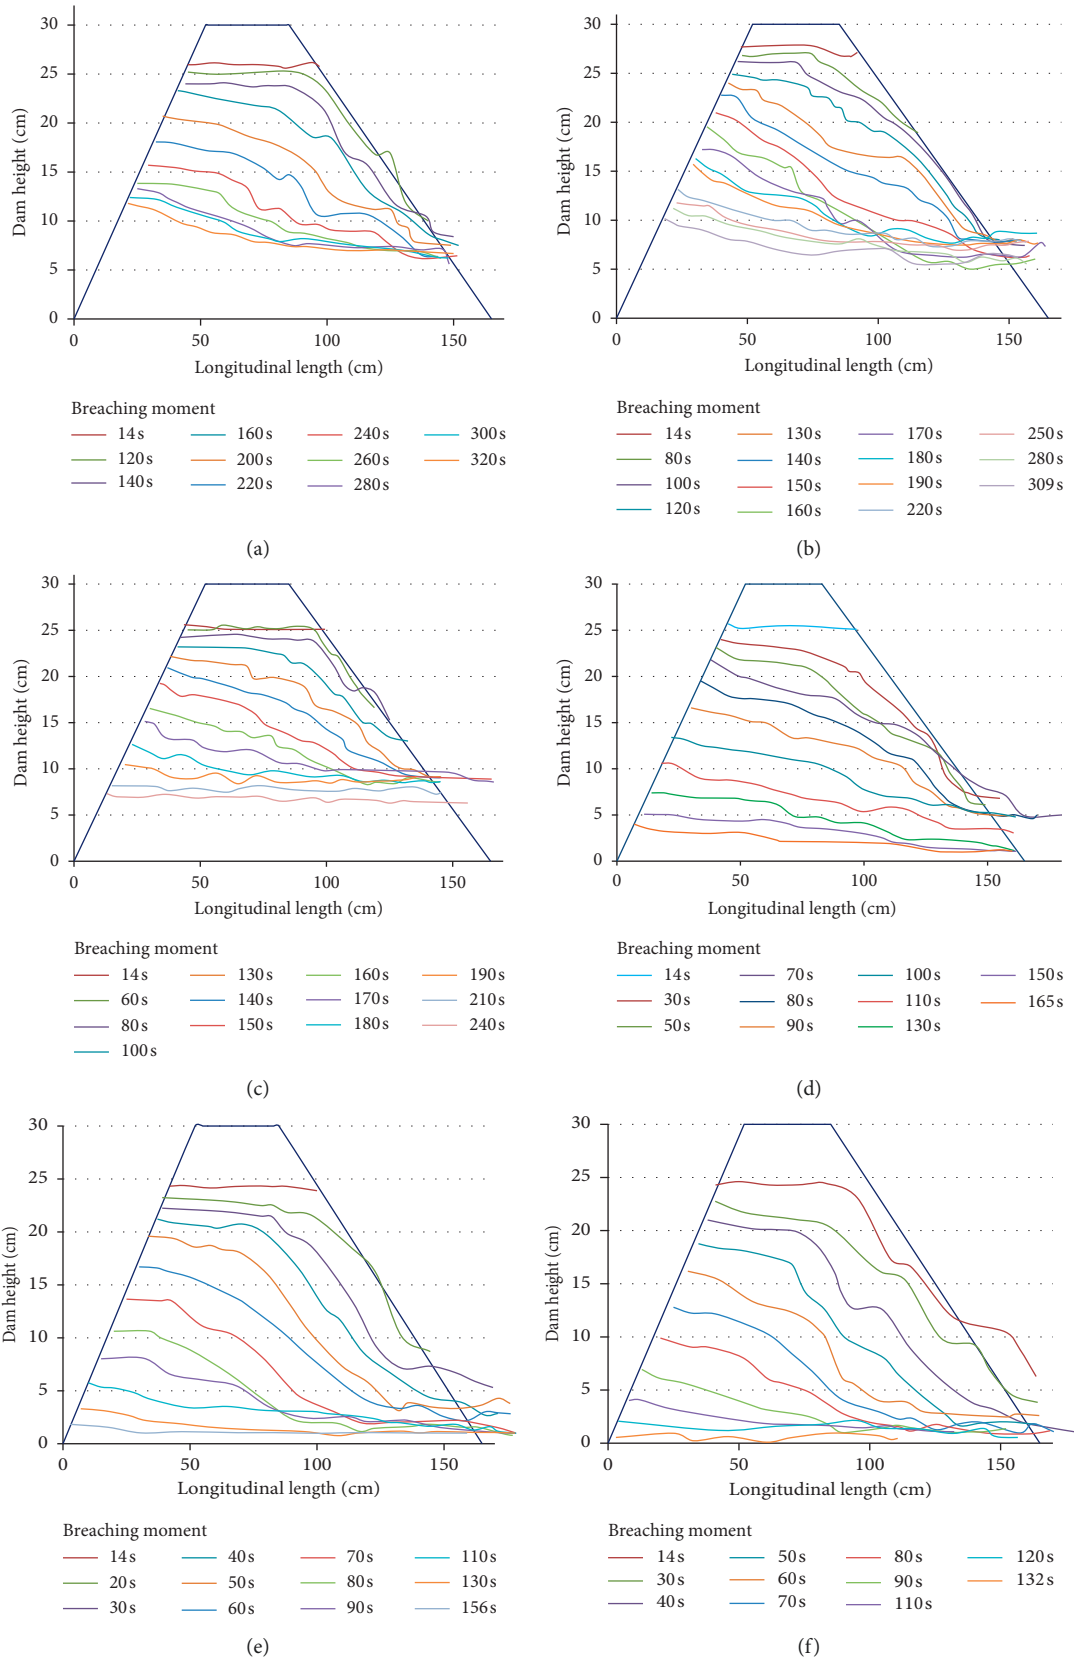 30
25
20
15
10
5
0
Dam height (cm)
0 50 100 150
Longitudinal length (cm)
Breaching moment
14 s 160 s 240 s 300 s
120 s 200 s 260 s 320 s
140 s 220 s 280 s
(a)
30
25
20
15
10
5
0
Dam height (cm)
0 50 100 150
Longitudinal length (cm)
Breaching moment
14 s 130 s 170 s 250 s
80 s 140 s 180 s 280 s
100 s 150 s 190 s 309 s
120 s 160 s 220 s
(b)
30
25
20
15
10
5
0
Dam height (cm)
0 50 100 150
Longitudinal length (cm)
Breaching moment
14 s 130 s 160 s 190 s
60 s 140 s 170 s 210 s
80 s 150 s 180 s 240 s
100 s
(c)
30
25
20
15
10
5
0
Dam height (cm)
0 50 100 150
Longitudinal length (cm)
Breaching moment
14 s 70 s 100 s 150 s
30 s 80 s 110 s 165 s
50 s 90 s 130 s
(d)
30
25
20
15
10
5
0
Dam height (cm)
0 50 100 150
Longitudinal length (cm)
Breaching moment
14 s 40 s 70 s 110 s
20 s 50 s 80 s 130 s
30 s 60 s 90 s 156 s
(e)
30
25
20
15
10
5
0
Dam height (cm)
0 50 100 150
Longitudinal length (cm)
Breaching moment
14 s 50 s 80 s 120 s
30 s 60 s 90 s 132 s
40 s 70 s 110 s
(f)